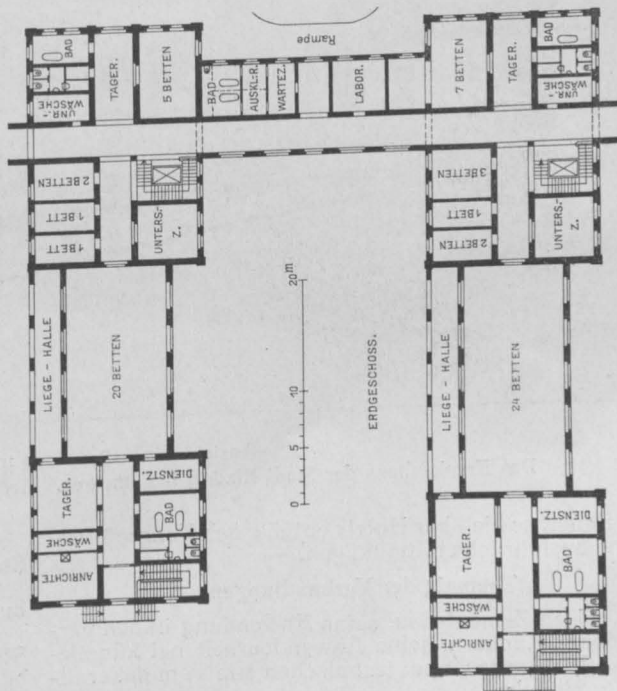 Rampe
BAD
TAGER.
5 BETTEN
UNR.-
WÄSCHE
BAD
AUSKL.-R.
WARTEZ.
LABOR.
7 BETTEN
TAGER.
BAD
UNR.-
WÄSCHE
2 BETTEN
1 BETT
1 BETT
UNTERS.-
Z.
3 BETTEN
1 BETT
2 BETTEN
UNTERS.-
Z.
LIEGE - HALLE
20 BETTEN
20 m
10
5
0
ERDGESCHOSS.
LIEGE - HALLE
24 BETTEN
TAGER.
WÄSCHE
ANRICHTE
DIENSTZ.
BAD
TAGER.
WÄSCHE
ANRICHTE
DIENSTZ.
BAD